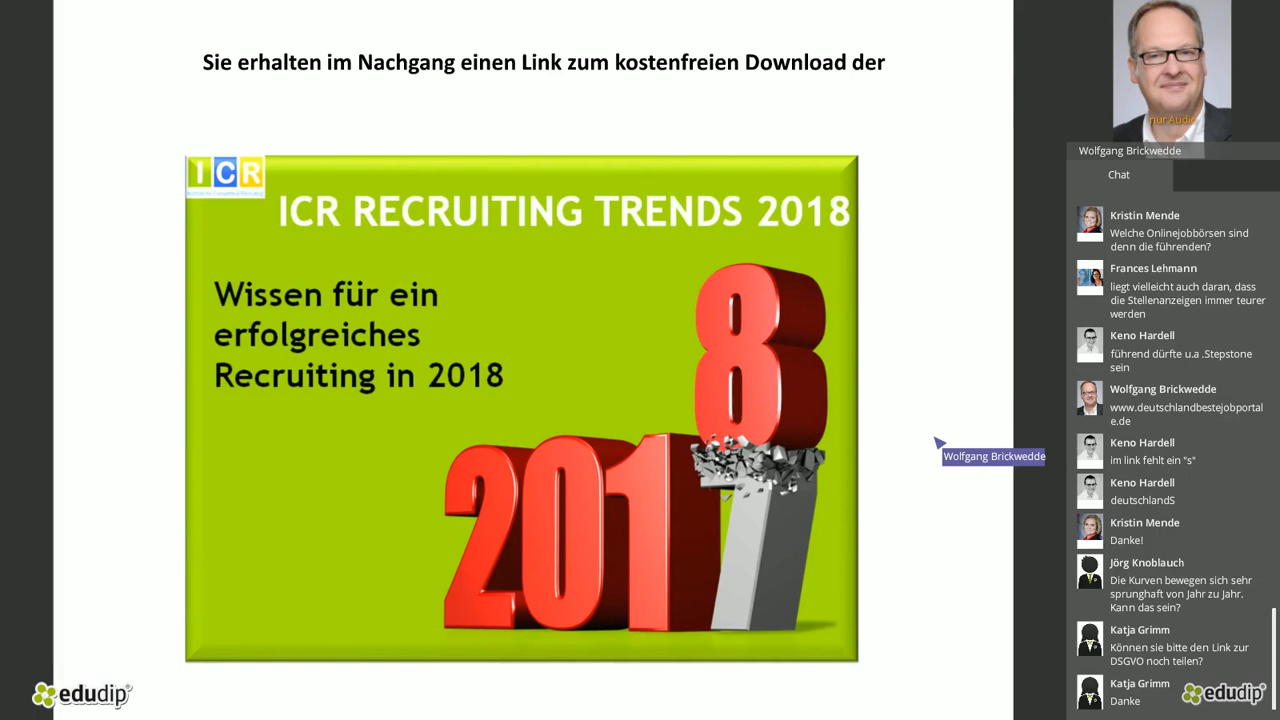 Sie erhalten im Nachgang einen Link zum kostenfreien Download der
ICR
ICR RECRUITING TRENDS 2018
Wissen für ein
erfolgreiches
Recruiting in 2018
8
2017
Wolfgang Brickwedde
edudip
nur Audio
Wolfgang Brickwedde
Chat
Kristin Mende
Welche Onlinejobbörsen sind
denn die führenden?
Frances Lehmann
liegt vielleicht auch daran, dass
die Stellenanzeigen immer teurer
werden
Keno Hardell
führend dürfte u.a .Stepstone
sein
Wolfgang Brickwedde
www.deutschlandbestejobportal
e.de
Keno Hardell
im link fehlt ein "s"
Keno Hardell
deutschlandS
Kristin Mende
Danke!
Jörg Knoblauch
Die Kurven bewegen sich sehr
sprunghaft von Jahr zu Jahr.
Kann das sein?
Katja Grimm
Können sie bitte den Link zur
DSGVO noch teilen?
Katja Grimm
Danke
edudip